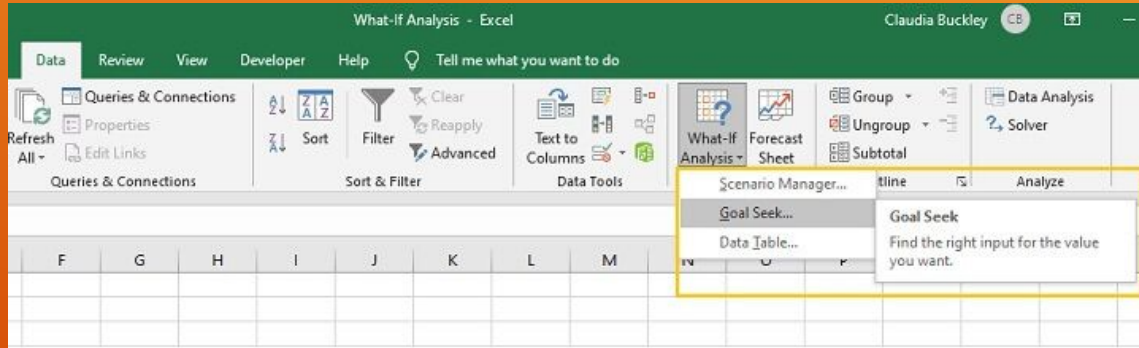 What-If Analysis - Excel
Claudia Buckley CB
Data Review View Developer Help Tell me what you want to do
Refresh All
Queries & Connections
Properties
Edit Links
Queries & Connections
Sort
Filter
Clear
Reapply
Advanced
Sort & Filter
Text to
Columns
Data Tools
What-If
Analysis
Forecast
Sheet
Group
Ungroup
Subtotal
tline
Data Analysis
Solver
Analyze
Scenario Manager...
Goal Seek...
Data Table...
Goal Seek
Find the right input for the value
you want.
F G H I J K L M